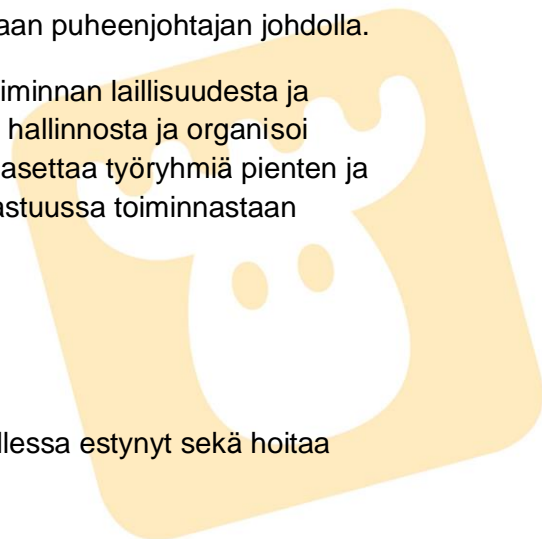 aan puheenjohtajan johdolla.
iminnan laillisuudesta ja
hallinnosta ja organisoi
asettaa työryhmiä pienten ja
astuussa toiminnastaan
llessa estynyt sekä hoitaa